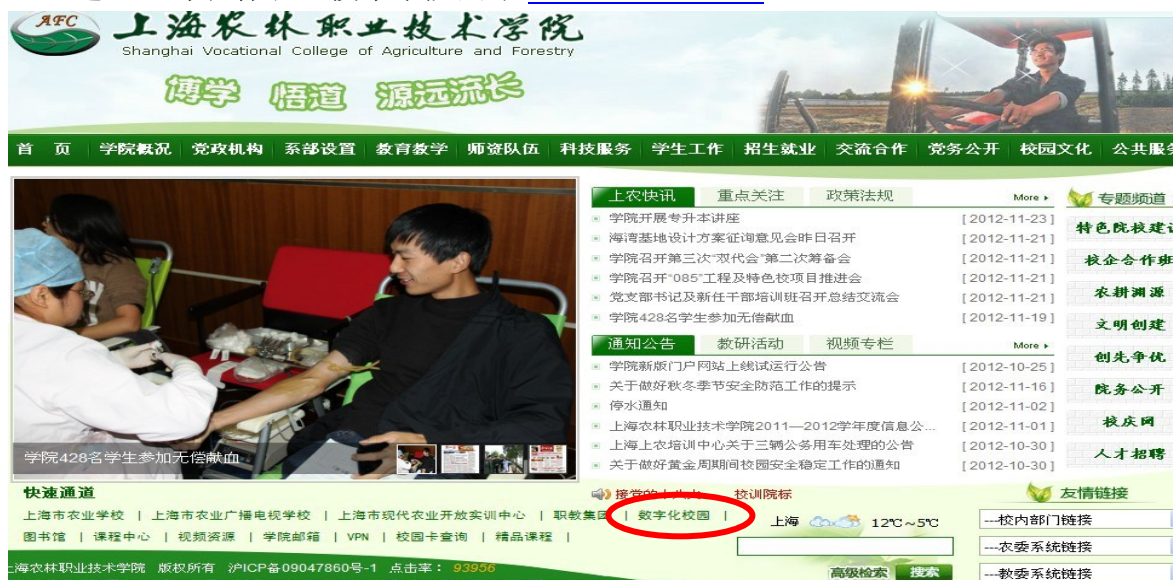 AFC 上海农林职业技术学院
Shanghai Vocational College of Agriculture and Forestry
博学 悟道 源远流长
首 页 学院概况 党政机构 系部设置 教育教学 师资队伍 科技服务 学生工作 招生就业 交流合作 党务公开 校园文化 公共服务
上农快讯 重点关注 政策法规 More
学院开展专升本讲座 [2012-11-23]
海湾基地设计方案征询意见会昨日召开 [2012-11-21]
学院召开第三次“双代会”第二次筹备会 [2012-11-21]
学院召开“085”工程及特色校项目推进会 [2012-11-21]
党支部书记及新任干部培训班召开总结交流会 [2012-11-21]
学院428名学生参加无偿献血 [2012-11-19]
通知公告 教研活动 视频专栏 More
学院新版门户网站上线试运行公告 [2012-10-25]
关于做好秋冬季节安全防范工作的提示 [2012-11-16]
停水通知 [2012-11-02]
上海农林职业技术学院2011—2012学年度信息公... [2012-11-01]
上海上农培训中心关于三辆公务用车处理的公告 [2012-10-30]
关于做好黄金周期间校园安全稳定工作的通知 [2012-10-30]
专题频道
特色院校建设
校企合作班
农耕渊源
文明创建
创先争优
院务公开
校庆网
人才招聘
学院428名学生参加无偿献血
快速通道
上海市农业学校 | 上海市农业广播电视学校 | 上海市现代农业开放实训中心 | 职教集团 | 数字化校园 |
图书馆 | 课程中心 | 视频资源 | 学院邮箱 | VPN | 校园卡查询 | 精品课程 |
校训院标
上海 12℃~5℃
高级检索 搜索
友情链接
---校内部门链接
---农委系统链接
---教委系统链接
上海农林职业技术学院 版权所有 沪ICP备09047860号-1 点击率: 93956